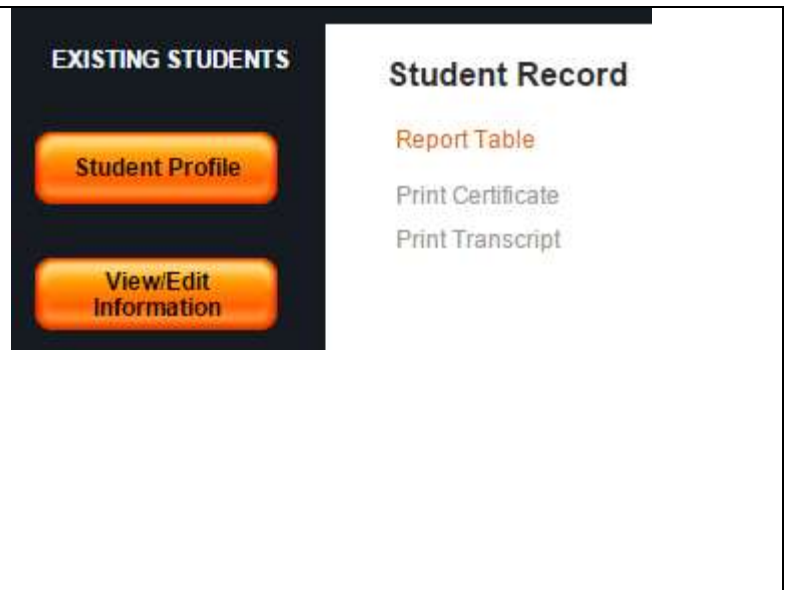 EXISTING STUDENTS
Student Profile
View/Edit
Information
Student Record
Report Table
Print Certificate
Print Transcript